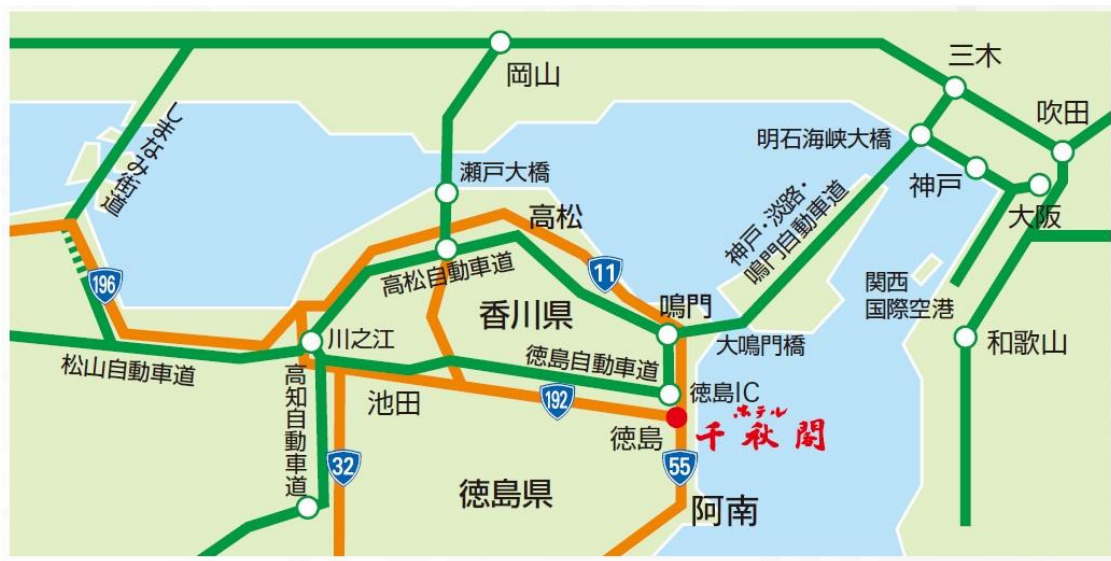 三木
岡山
吹田
しまなみ街道
明石海峡大橋
瀬戸大橋
神戸
大阪
神戸・淡路・
鳴門自動車道
高松
高松自動車道
11
196
関西
国際空港
香川県
鳴門
川之江
大鳴門橋
和歌山
松山自動車道
徳島自動車道
高知自動車道
池田
192
徳島IC
ホテル
千秋閣
徳島
32
55
徳島県
阿南